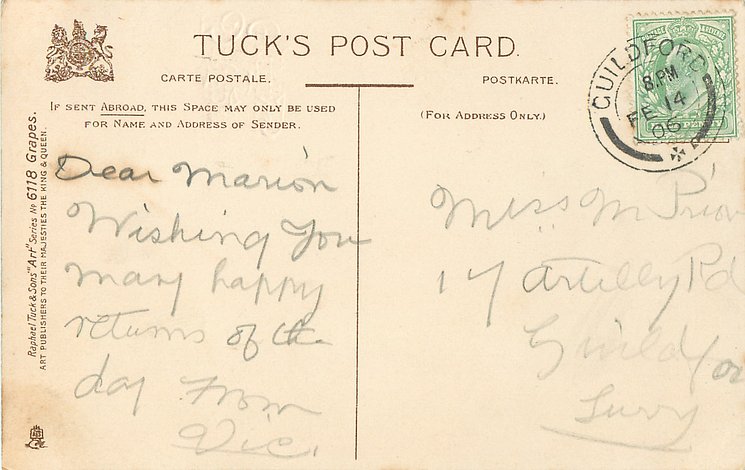 TUCK'S POST CARD.
CARTE POSTALE.
POSTKARTE.
IF SENT ABROAD, THIS SPACE MAY ONLY BE USED
FOR NAME AND ADDRESS OF SENDER.
(FOR ADDRESS ONLY.)
GUILDFORD
8. PM
FE 14
06
Raphael Tuck & Sons' "Art" Series No 6118 Grapes.
ART PUBLISHERS TO THEIR MAJESTIES THE KING & QUEEN.
Dear Marion
Wishing You
many happy
returns of the
day From
Vic.
Miss M Prior
17 Artilly Rd
Guildfor
Surry